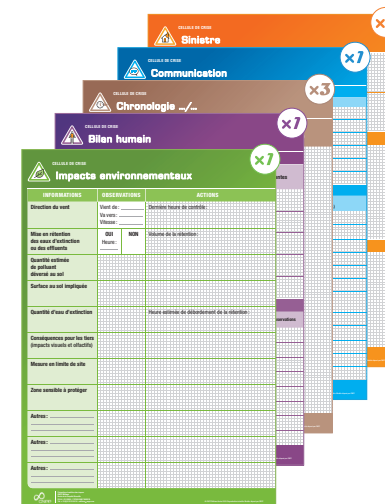 CELLULE DE CRISE
Sinistre
×
CELLULE DE CRISE
Communication
×1
CELLULE DE CRISE
Chronologie .../...
×3
CELLULE DE CRISE
Bilan humain
×1
CELLULE DE CRISE
Impacts environnementaux
×1
INFORMATIONS OBSERVATIONS ACTIONS
Direction du vent
Vient de :
Va vers :
Vitesse :
Dernière heure de contrôle :
Mise en rétention
des eaux d'extinction
ou des effluents
OUI NON
Heure :
Volume de la rétention :
Quantité estimée
de polluant
déversé au sol
Surface au sol impliquée
Quantité d'eau d'extinction
Heure estimée de débordement de la rétention :
Conséquences pour les tiers
(impacts visuels et olfactifs)
Mesure en limite de site
Zone sensible à protéger
Autres :
Autres :
Autres :